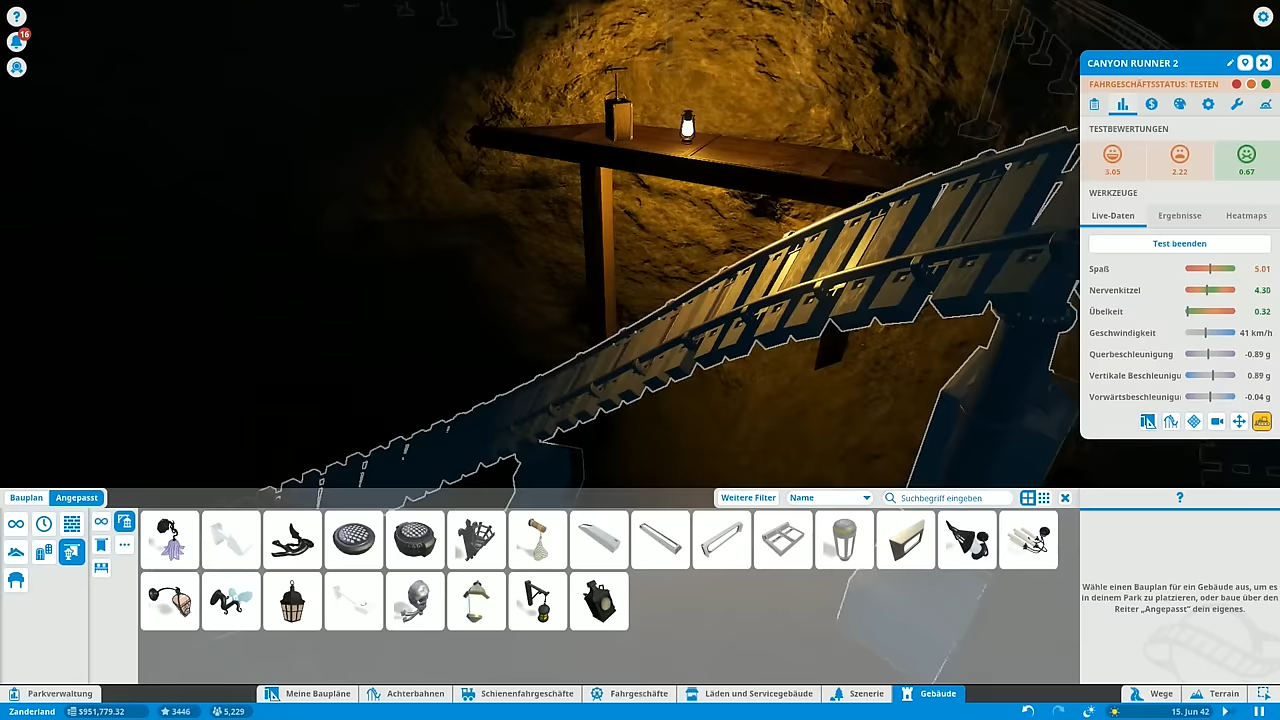 ?
16
CANYON RUNNER 2
FAHRGESCHÄFTSSTATUS: TESTEN
TESTBEWERTUNGEN
3.05 2.22 0.67
WERKZEUGE
Live-Daten Ergebnisse Heatmaps
Test beenden
Spaß 5.01
Nervenkitzel 4.30
Übelkeit 0.32
Geschwindigkeit 41 km/h
Querbeschleunigung -0.89 g
Vertikale Beschleunigu 0.89 g
Vorwärtsbeschleunigu -0.04 g
Bauplan Angepasst Weitere Filter Name Suchbegriff eingeben ?
Wähle einen Bauplan für ein Gebäude aus, um es
in deinem Park zu platzieren, oder baue über den
Reiter „Angepasst" dein eigenes.
Parkverwaltung Meine Baupläne Achterbahnen Schienenfahrgeschäfte Fahrgeschäfte Läden und Servicegebäude Szenerie Gebäude Wege Terrain
Zanderland $951,779.32 3446 5,229 15. Jun 42